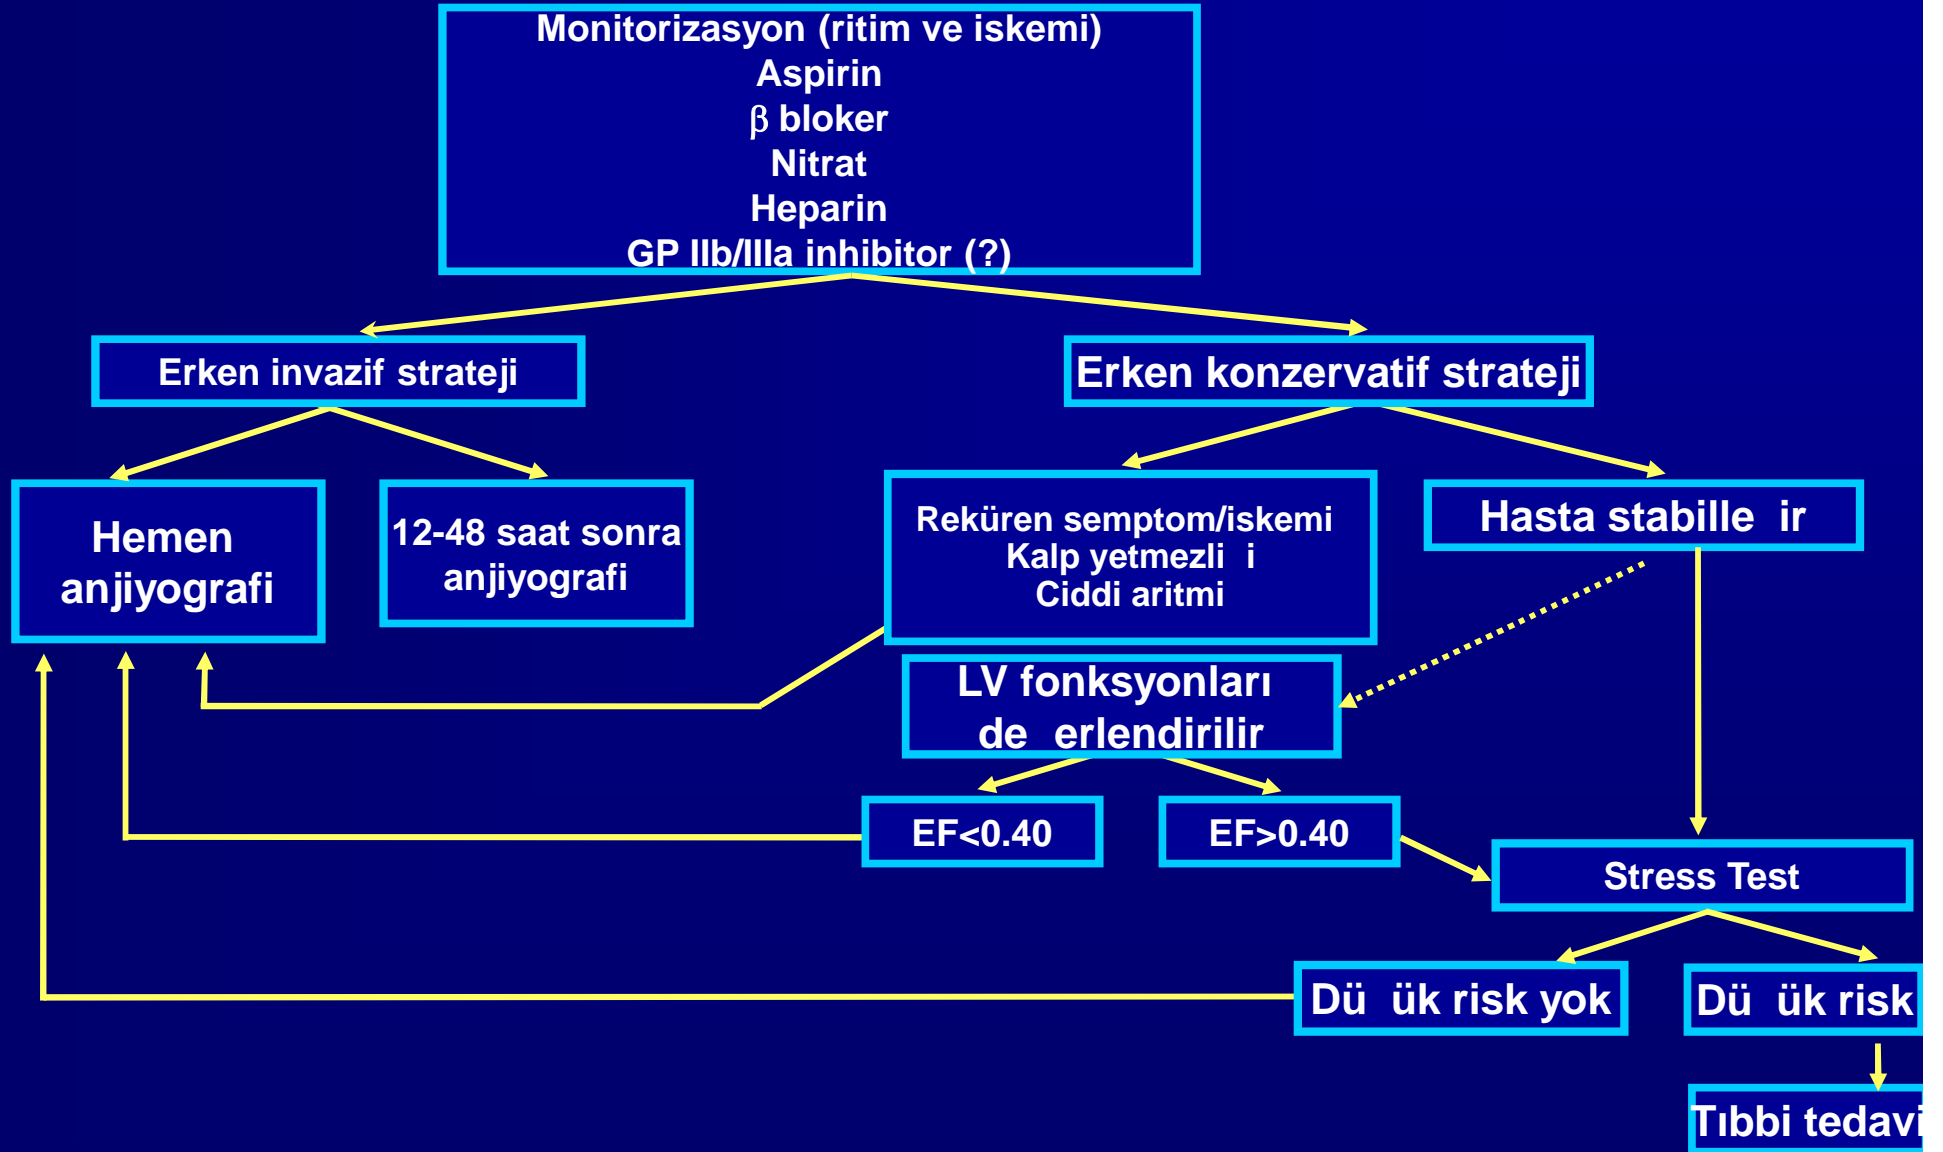 Monitorizasyon (ritim ve iskemi)
Aspirin
β bloker
Nitrat
Heparin
GP IIb/IIIa inhibitor (?)
Erken invazif strateji
Erken konzervatif strateji
Hemen
anjiyografi
12-48 saat sonra
anjiyografi
Reküren semptom/iskemi
Kalp yetmezli i
Ciddi aritmi
Hasta stabille ir
LV fonksyonları
de erlendirilir
EF<0.40
EF>0.40
Stress Test
Dü ük risk yok
Dü ük risk
Tıbbi tedavi